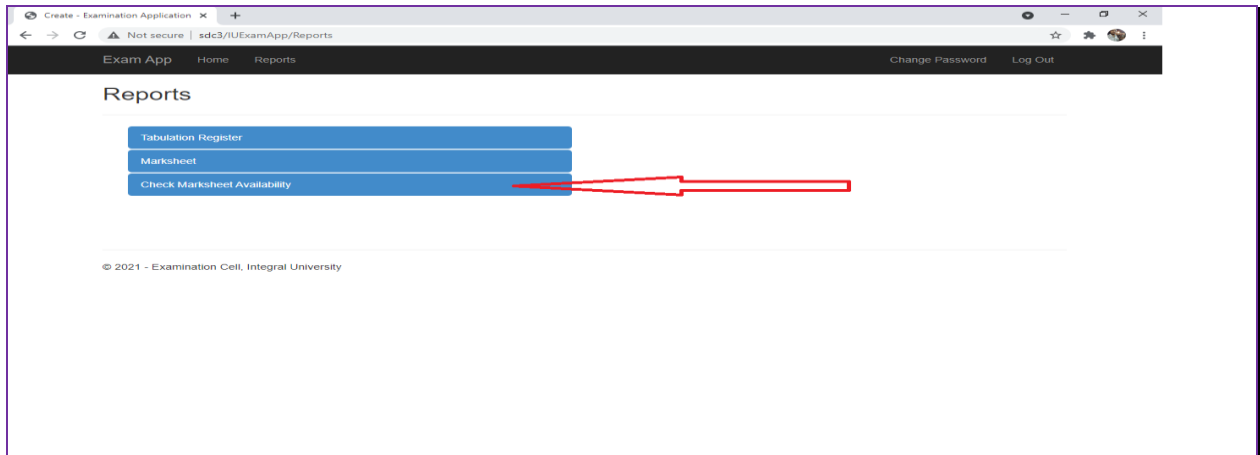 Create - Examination Application
Not secure | sdc3/IUExamApp/Reports
Exam App Home Reports Change Password Log Out
Reports
Tabulation Register
Marksheet
Check Marksheet Availability
© 2021 - Examination Cell, Integral University